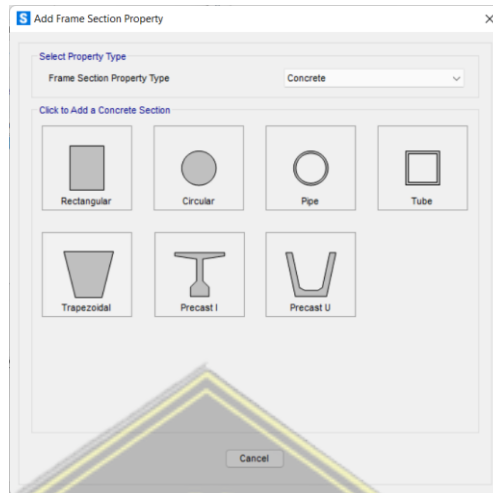 S Add Frame Section Property X
Select Property Type
Frame Section Property Type Concrete
Click to Add a Concrete Section
Rectangular Circular Pipe Tube
Trapezoidal Precast I Precast U
Cancel